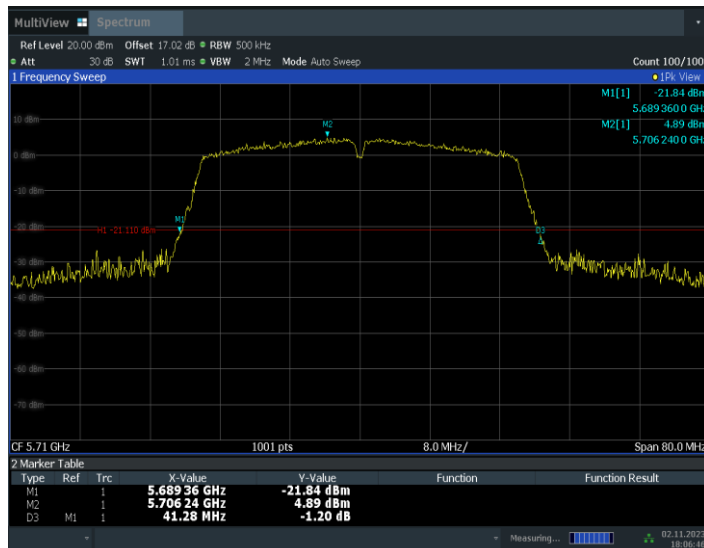 MultiView Spectrum
Ref Level 20.00 dBm Offset 17.02 dB RBW 500 kHz
Att 30 dB SWT 1.01 ms VBW 2 MHz Mode Auto Sweep Count 100/100
1 Frequency Sweep 1Pk View
M1[1] -21.84 dBm
5.689 360 0 GHz
M2[1] 4.89 dBm
5.706 240 0 GHz
10 dBm
M2
0 dBm
-10 dBm
M1
-20 dBm
H1 -21.110 dBm
D3
-30 dBm
-40 dBm
-50 dBm
-60 dBm
-70 dBm
CF 5.71 GHz 1001 pts 8.0 MHz/ Span 80.0 MHz
2 Marker Table
Type Ref Trc X-Value Y-Value Function Function Result
M1 1 5.689 36 GHz -21.84 dBm
M2 1 5.706 24 GHz 4.89 dBm
D3 M1 1 41.28 MHz -1.20 dB
Measuring... 02.11.2023
18:06:46